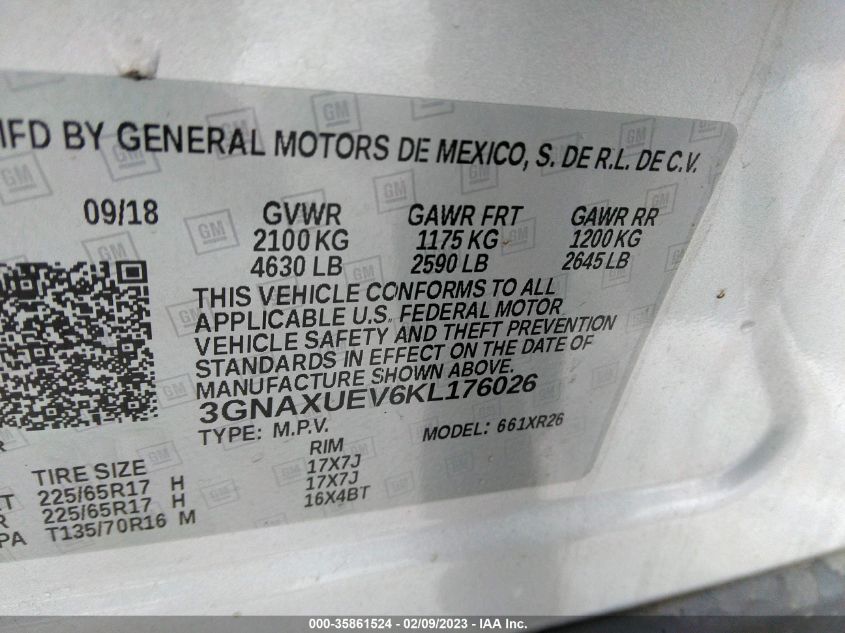 MFD BY GENERAL MOTORS DE MEXICO, S. DE R.L. DE C.V.
09/18 GVWR GAWR FRT GAWR RR
2100 KG 1175 KG 1200 KG
4630 LB 2590 LB 2645 LB
THIS VEHICLE CONFORMS TO ALL
APPLICABLE U.S. FEDERAL MOTOR
VEHICLE SAFETY AND THEFT PREVENTION
STANDARDS IN EFFECT ON THE DATE OF
MANUFACTURE SHOWN ABOVE.
3GNAXUEV6KL176026
TYPE: M.P.V. MODEL: 661XR26
TIRE SIZE RIM
225/65R17 H 17X7J
225/65R17 H 17X7J
T135/70R16 M 16X4BT
000-35861524 - 02/09/2023 - IAA Inc.